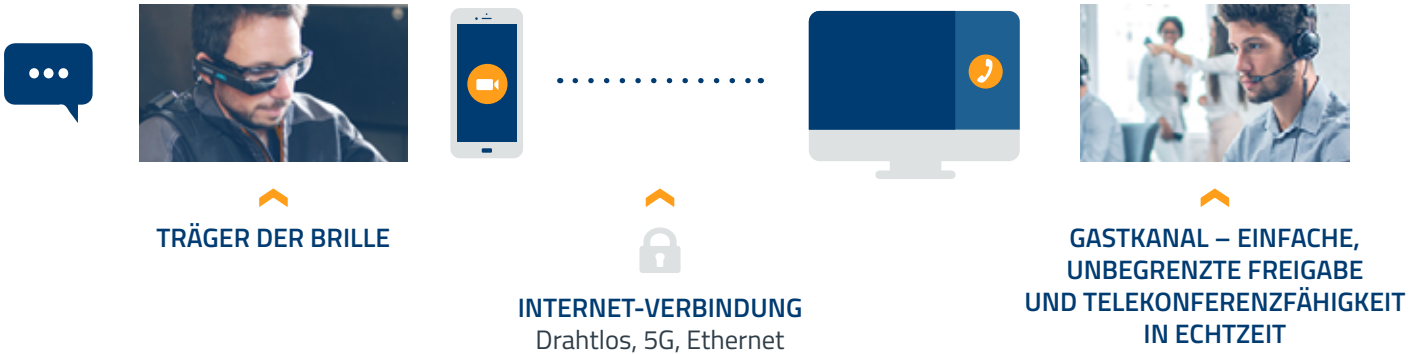 TRÄGER DER BRILLE
INTERNET-VERBINDUNG
Drahtlos, 5G, Ethernet
GASTKANAL – EINFACHE,
UNBEGRENZTE FREIGABE
UND TELEKONFERENZFÄHIGKEIT
IN ECHTZEIT